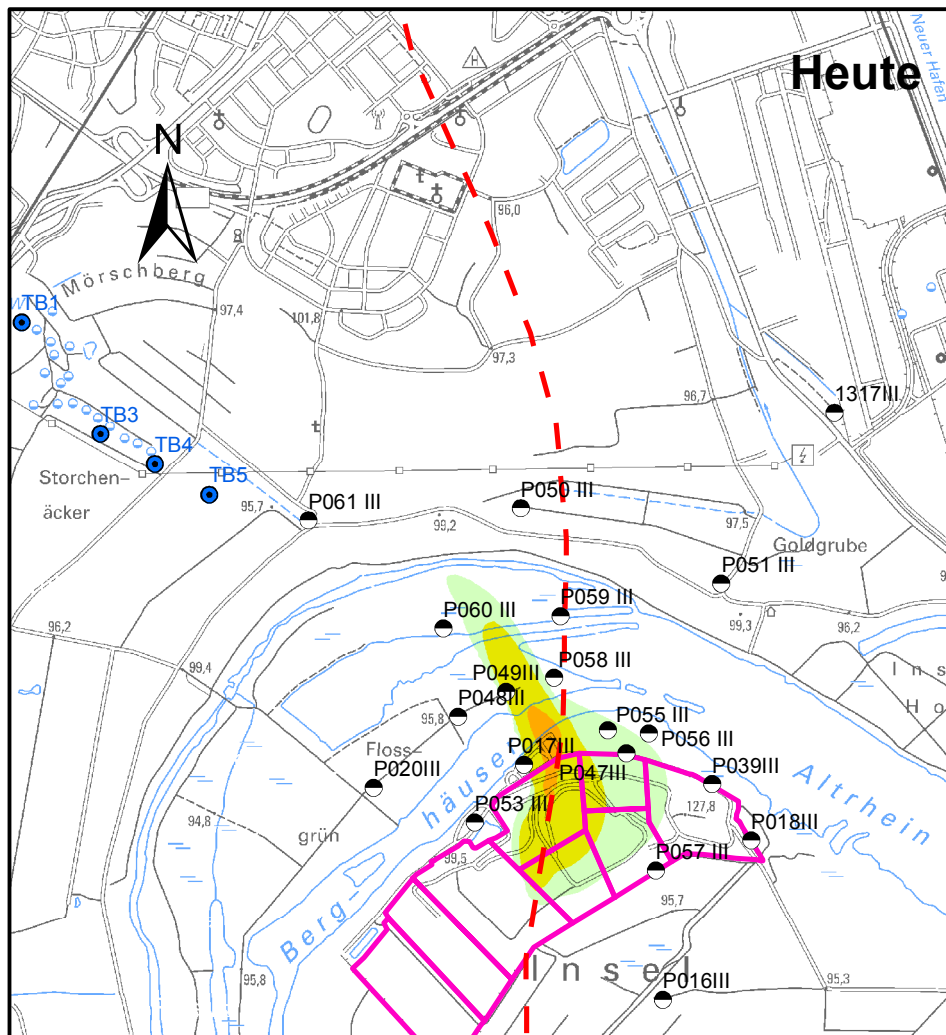 Heute
Neuer Hafen
H
N
96,0
Mörschberg
W
TB1
97,4
101,8
97,3
96,7
1317III
TB3
TB4
TB5
Storchen-
äcker
95,7
P061 III
99,2
P050 III
97,5
Goldgrube
P051 III
P060 III
P059 III
99,3
96,2
96,2
99,4
P058 III
P049III
P048III
95,8
P055 III
P056 III
Floss-
grün
P020III
P017III
P047III
P039III
127,8
94,8
P053 III
P018III
99,5
P057 III
Berg-
häuser
Altrhein
95,7
Insel
P016III
95,8
95,3
Ins
Ho